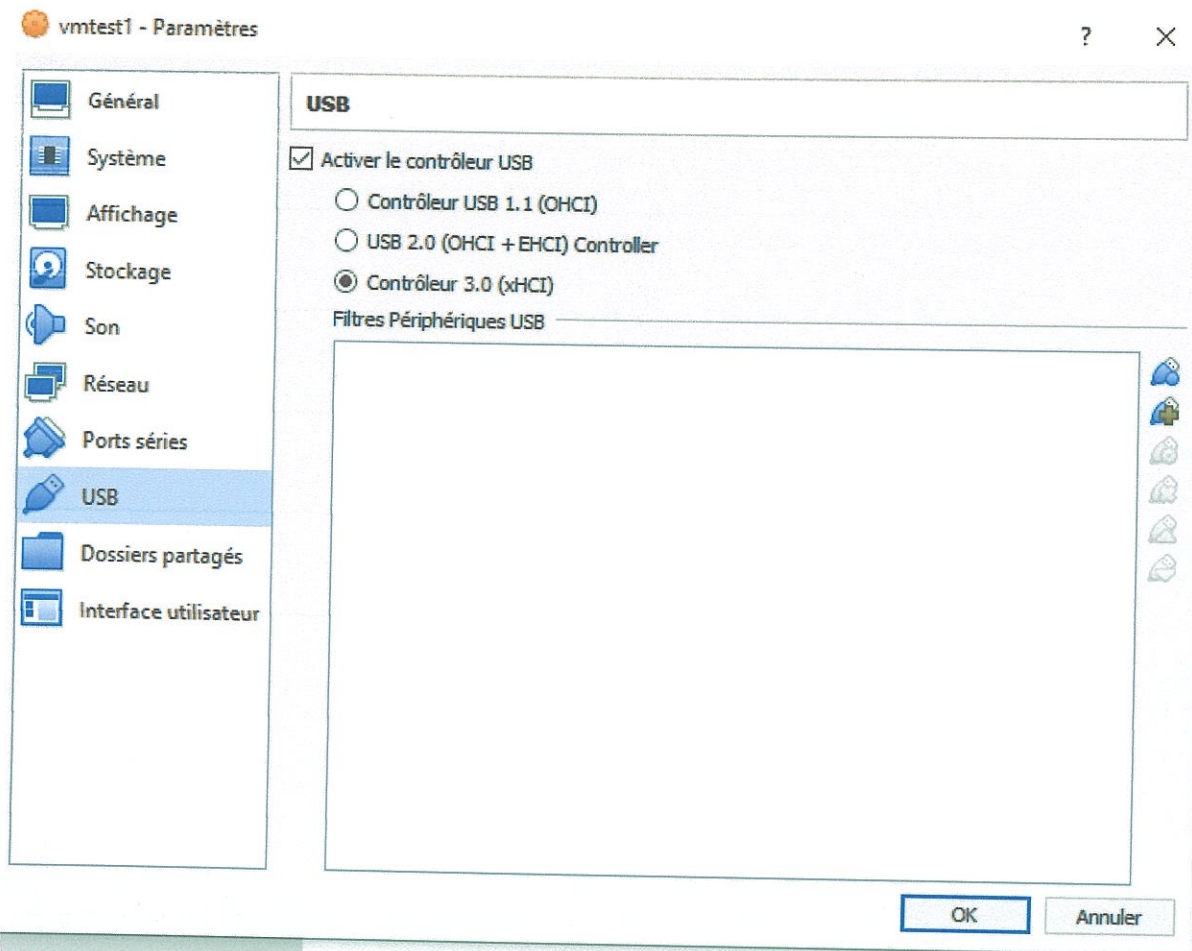 vmtest1 - Paramètres
?
Général
Système
Affichage
Stockage
Son
Réseau
Ports séries
USB
Dossiers partagés
Interface utilisateur
USB
Activer le contrôleur USB
Contrôleur USB 1.1 (OHCI)
USB 2.0 (OHCI + EHCI) Controller
Contrôleur 3.0 (xHCI)
Filtres Périphériques USB
OK
Annuler